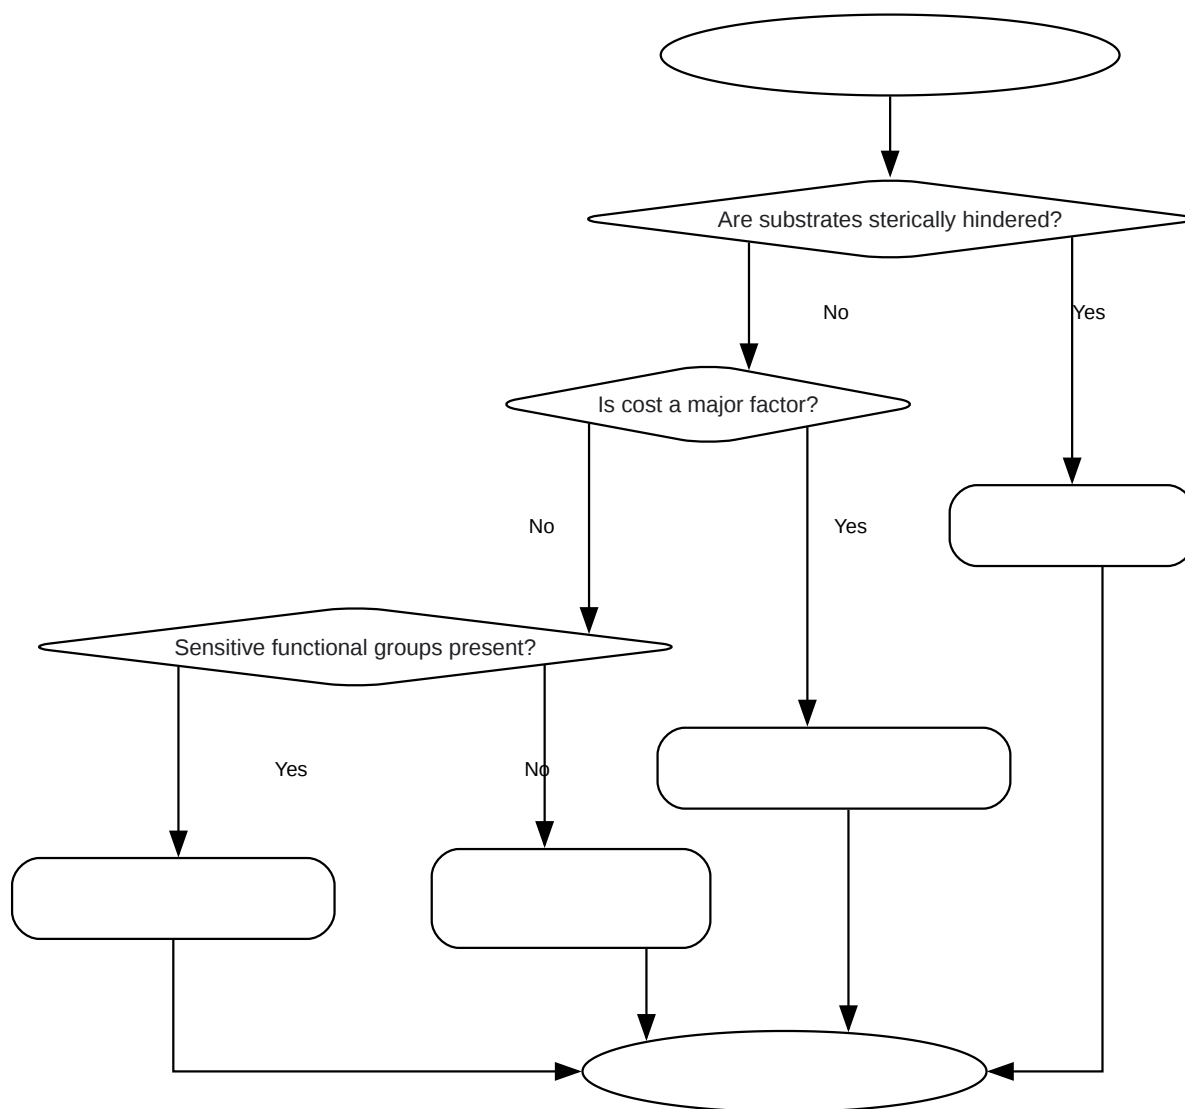 Are substrates sterically hindered?
No
Yes
Is cost a major factor?
No
Yes
Sensitive functional groups present?
Yes
No